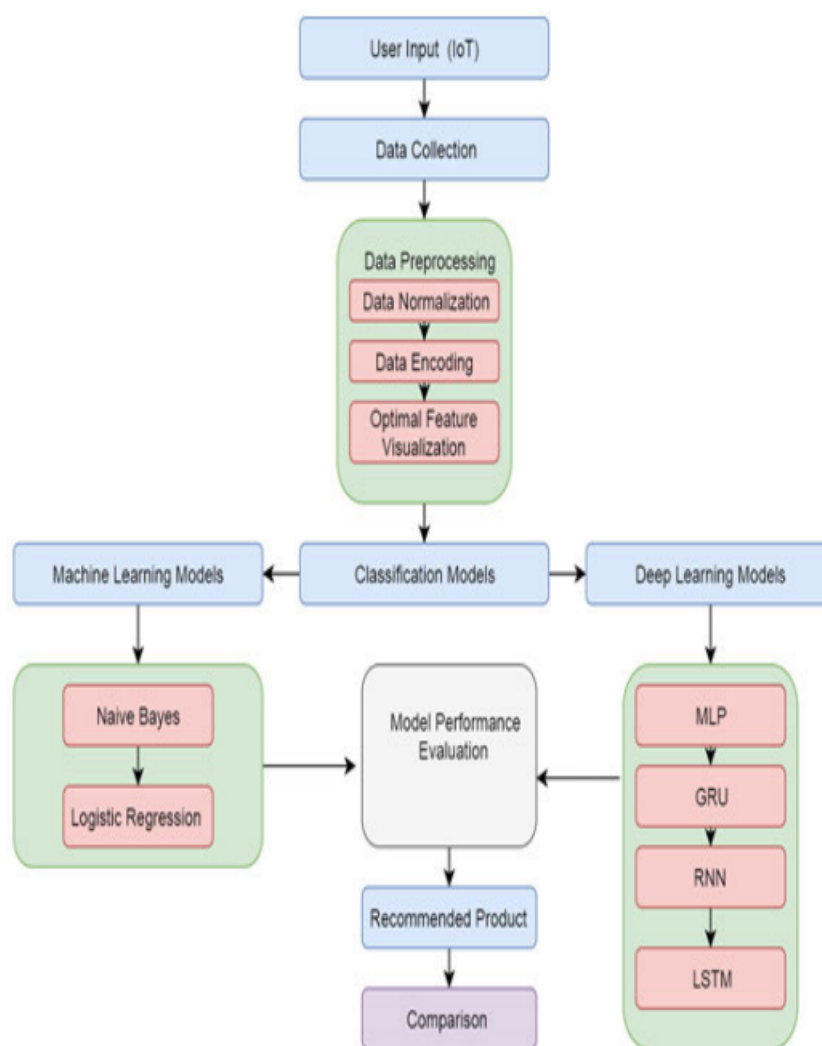 User Input (IoT)
Data Collection
Data Preprocessing
Data Normalization
Data Encoding
Optimal Feature
Visualization
Machine Learning Models
Classification Models
Deep Learning Models
Naive Bayes
Logistic Regression
Model Performance
Evaluation
MLP
GRU
RNN
LSTM
Recommended Product
Comparison